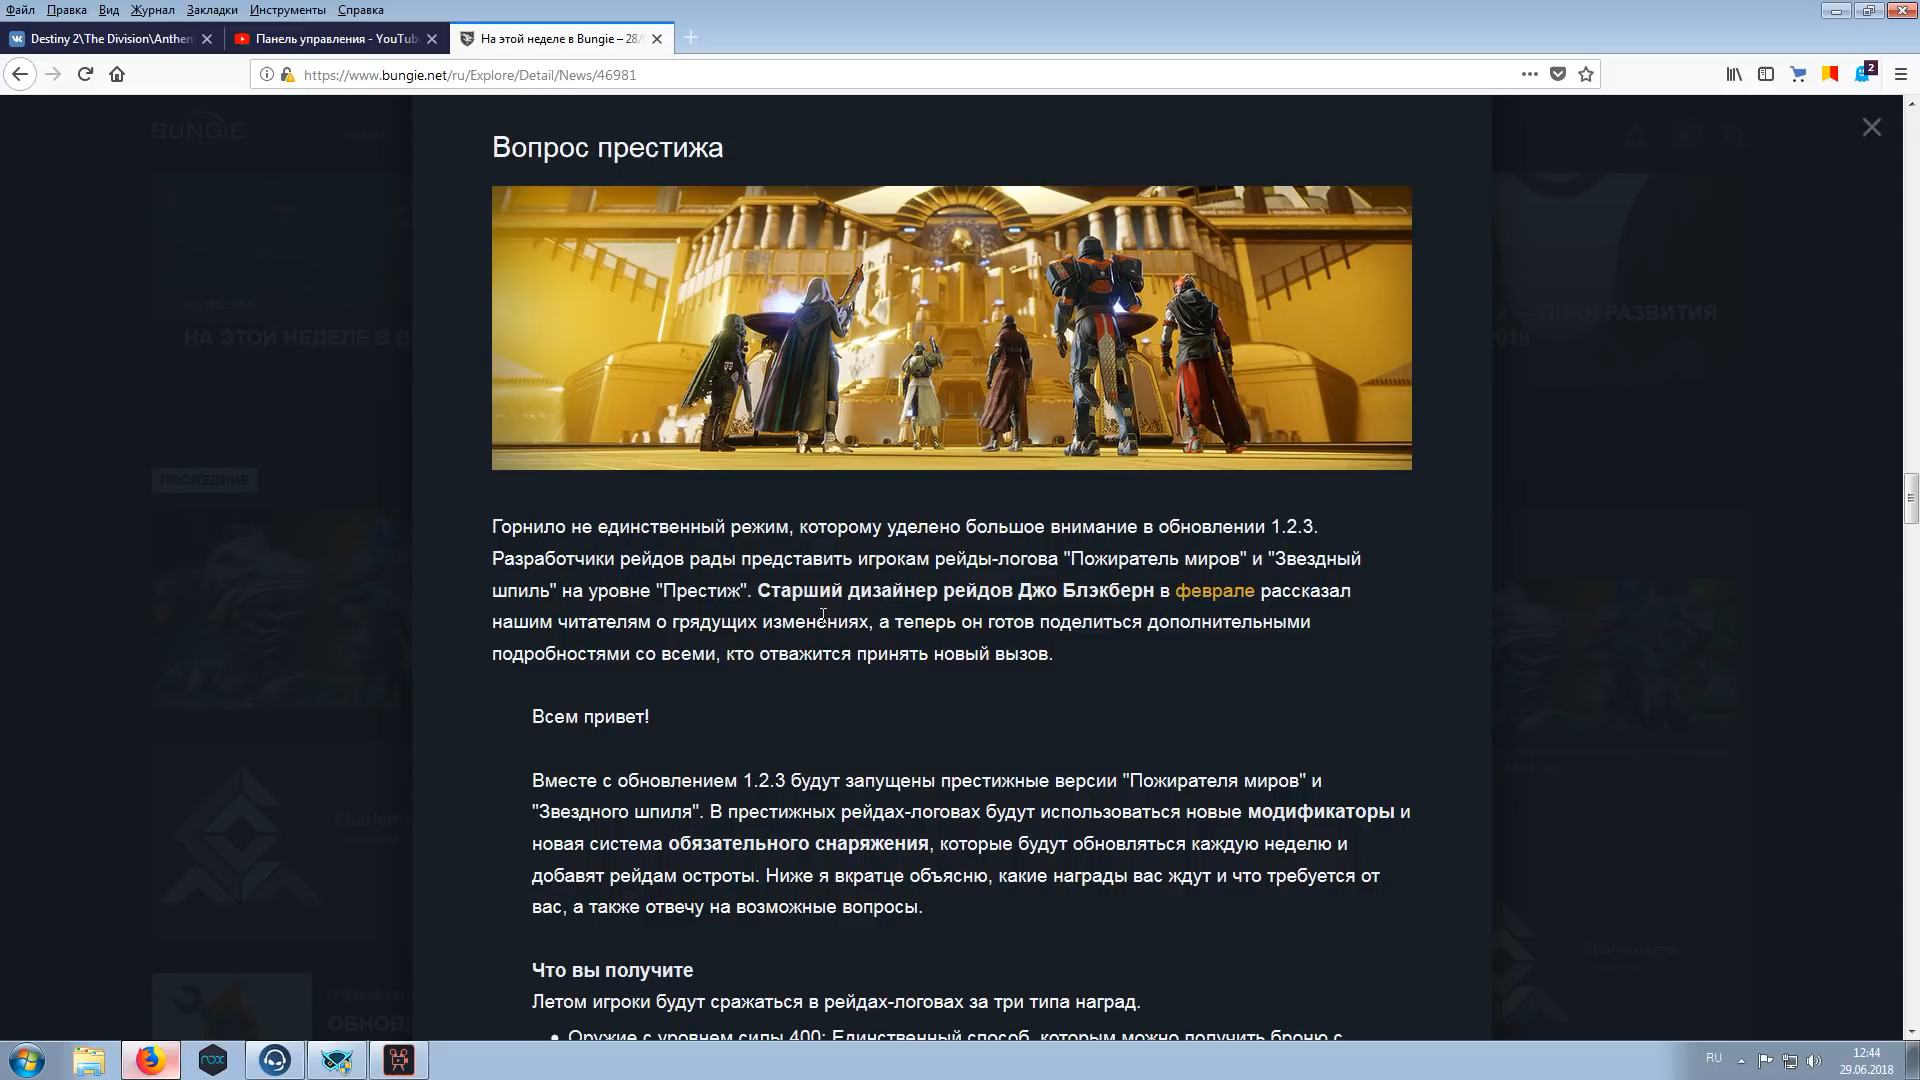 Файл Правка Вид Журнал Закладки Инструменты Справка
Destiny 2\The Division\Anthem
Панель управления - YouTub
На этой неделе в Bungie – 28/
https://www.bungie.net/ru/Explore/Detail/News/46981
2
BUNGIE
Вопрос престижа
НА ЭТОЙ НЕДЕЛЕ В B
2 — ПЛАН РАЗВИТИЯ
2018
ПОСЛЕДНИЕ
Горнило не единственный режим, которому уделено большое внимание в обновлении 1.2.3.
Разработчики рейдов рады представить игрокам рейды-логова "Пожиратель миров" и "Звездный
шпиль" на уровне "Престиж". Старший дизайнер рейдов Джо Блэкберн в феврале рассказал
нашим читателям о грядущих изменениях, а теперь он готов поделиться дополнительными
подробностями со всеми, кто отважится принять новый вызов.
Всем привет!
Вместе с обновлением 1.2.3 будут запущены престижные версии "Пожирателя миров" и
"Звездного шпиля". В престижных рейдах-логовах будут использоваться новые модификаторы и
новая система обязательного снаряжения, которые будут обновляться каждую неделю и
добавят рейдам остроты. Ниже я вкратце объясню, какие награды вас ждут и что требуется от
вас, а также отвечу на возможные вопросы.
Charlema
Charlemagne
Что вы получите
Летом игроки будут сражаться в рейдах-логовах за три типа наград.
ОБНОВ
• Оружие с уровнем силы 400: Единственный способ, которым можно получить броню с
nox
RU
12:44
29.06.2018